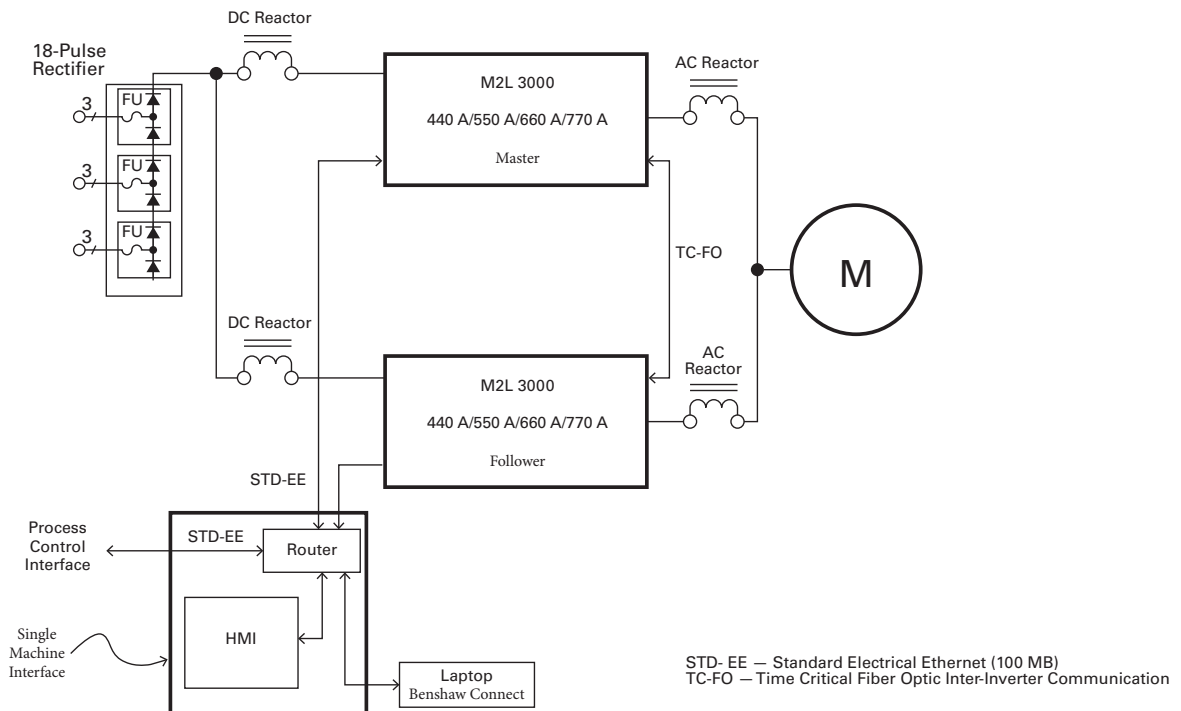 DC Reactor
18-Pulse
Rectifier
3
FU
3
FU
3
FU
M2L 3000
440 A/550 A/660 A/770 A
Master
AC Reactor
TC-FO
M
DC Reactor
AC
Reactor
M2L 3000
440 A/550 A/660 A/770 A
Follower
STD-EE
Process
Control
Interface
STD-EE
Router
HMI
Single
Machine
Interface
Laptop
Benshaw Connect
STD- EE — Standard Electrical Ethernet (100 MB)
TC-FO — Time Critical Fiber Optic Inter-Inverter Communication